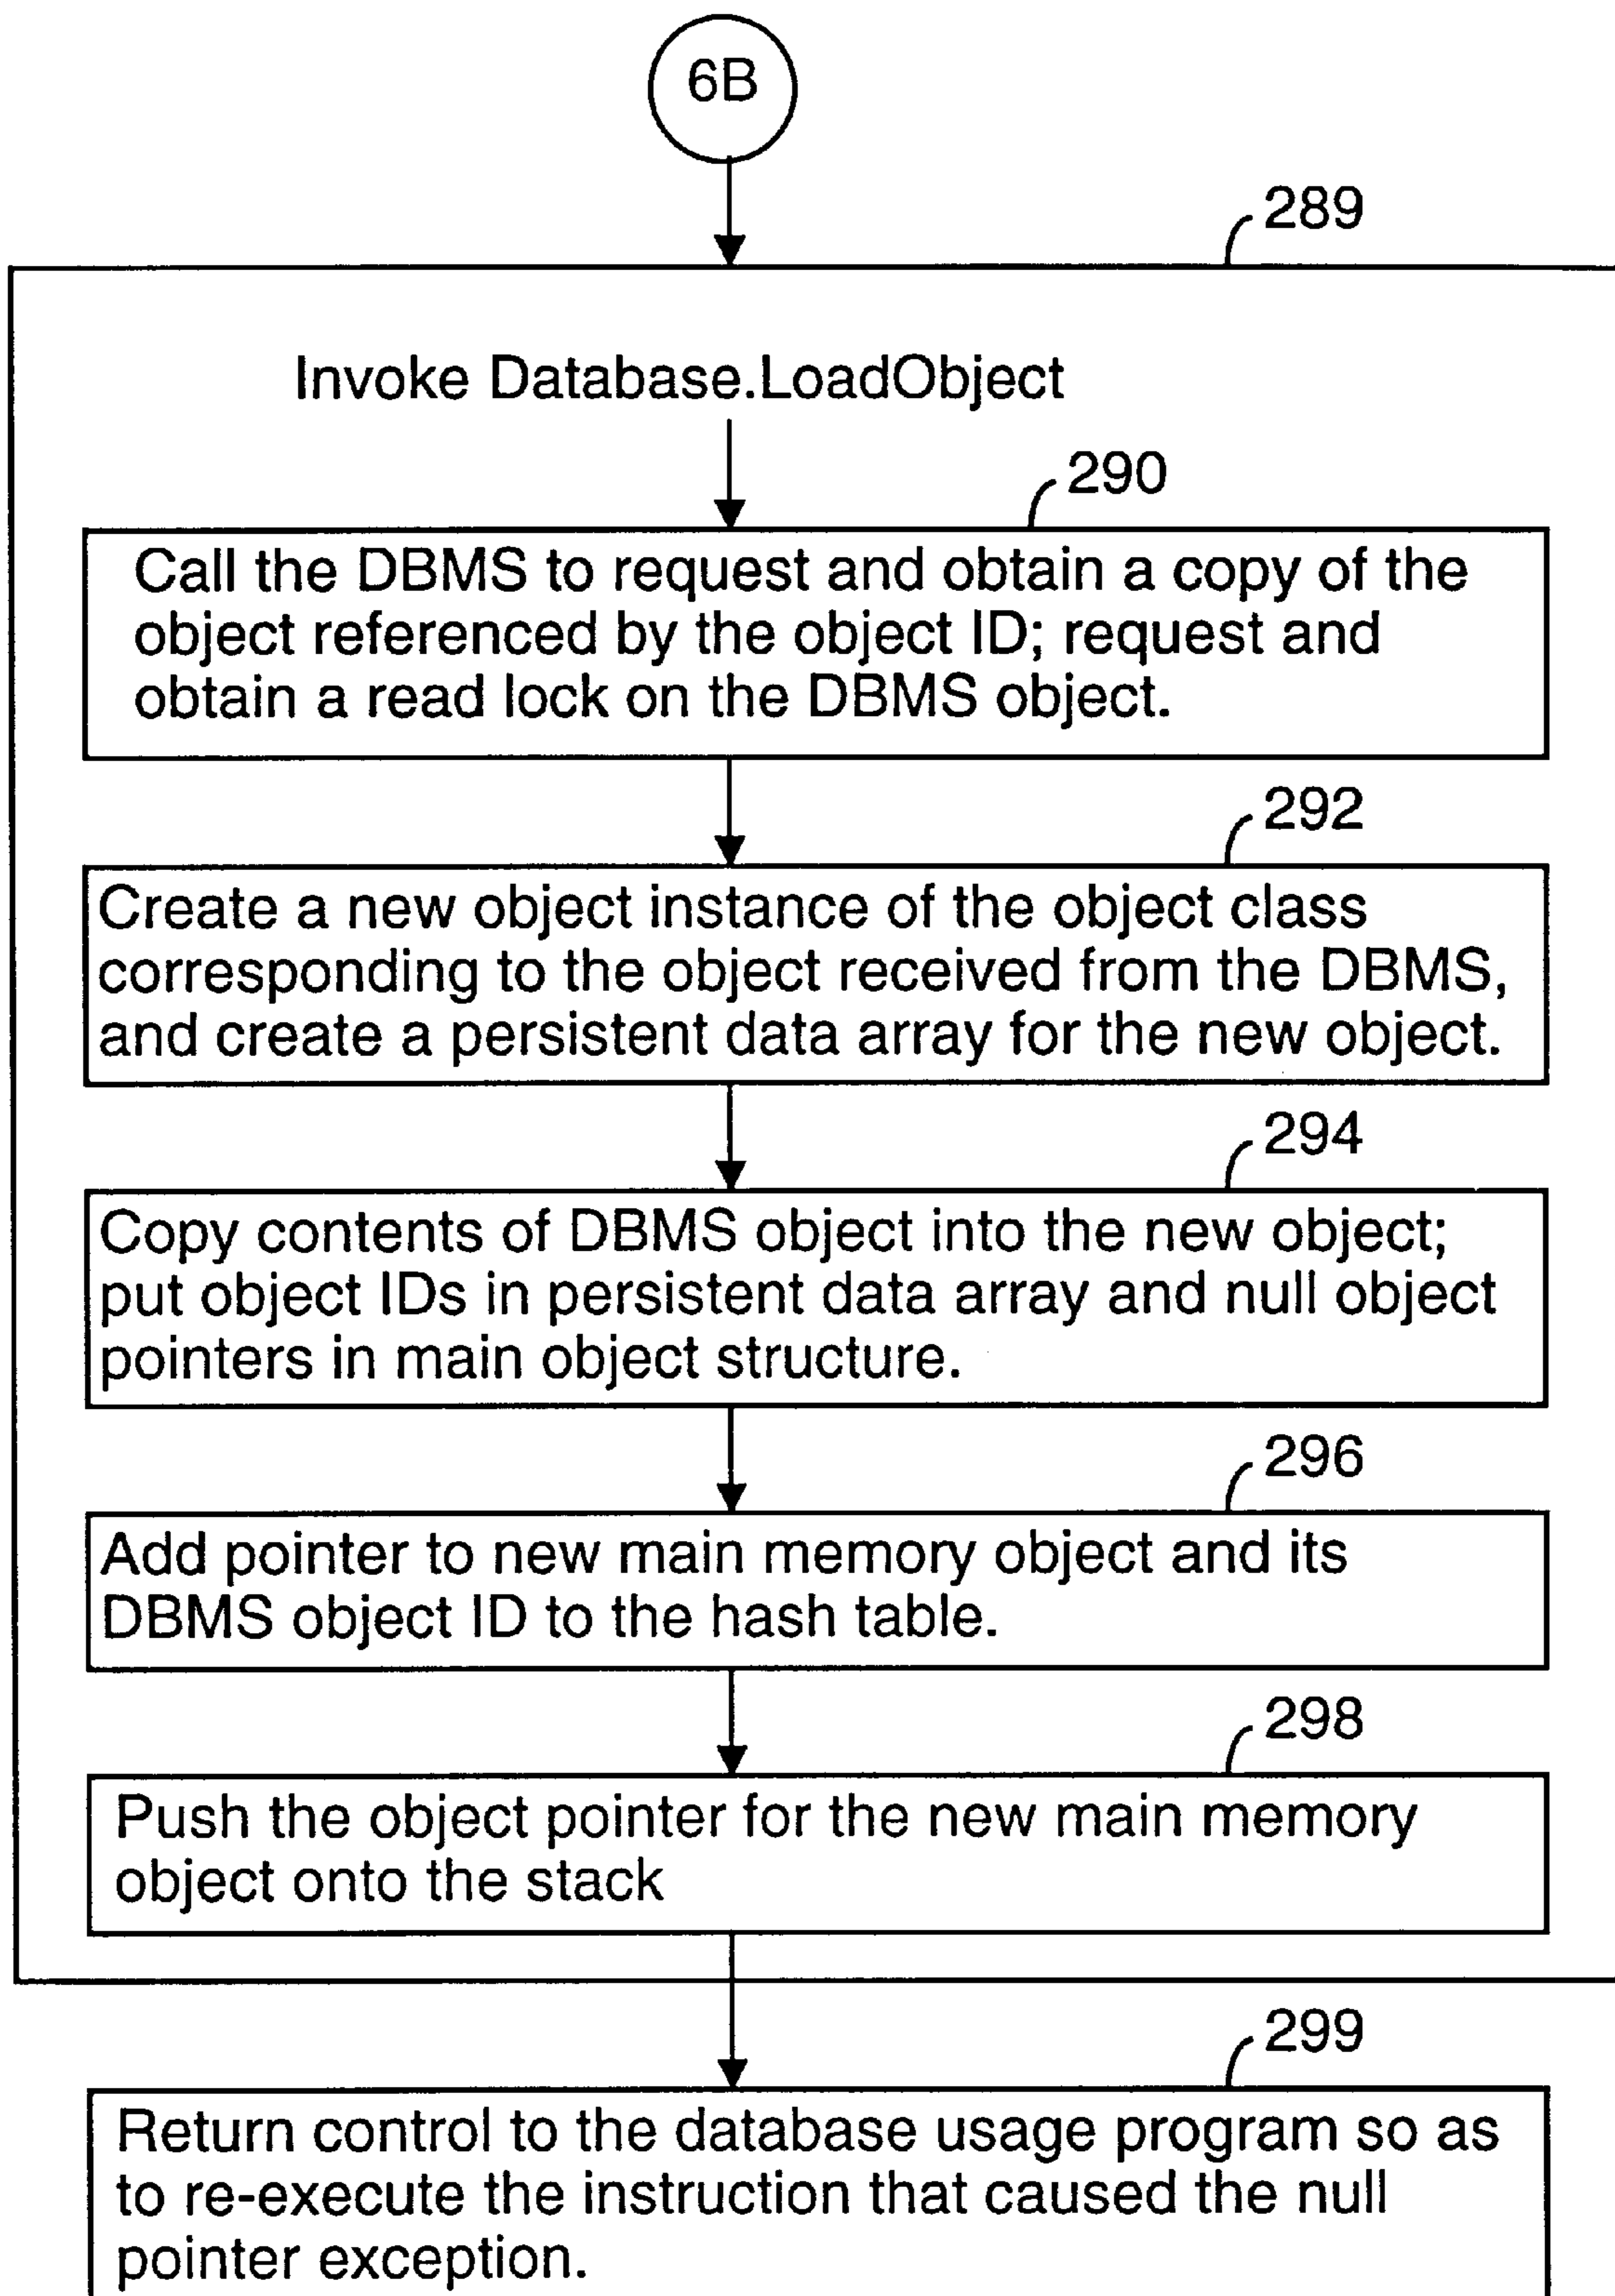 6B
289
Invoke Database.LoadObject
290
Call the DBMS to request and obtain a copy of the
object referenced by the object ID; request and
obtain a read lock on the DBMS object.
292
Create a new object instance of the object class
corresponding to the object received from the DBMS,
and create a persistent data array for the new object.
294
Copy contents of DBMS object into the new object;
put object IDs in persistent data array and null object
pointers in main object structure.
296
Add pointer to new main memory object and its
DBMS object ID to the hash table.
298
Push the object pointer for the new main memory
object onto the stack
299
Return control to the database usage program so as
to re-execute the instruction that caused the null
pointer exception.